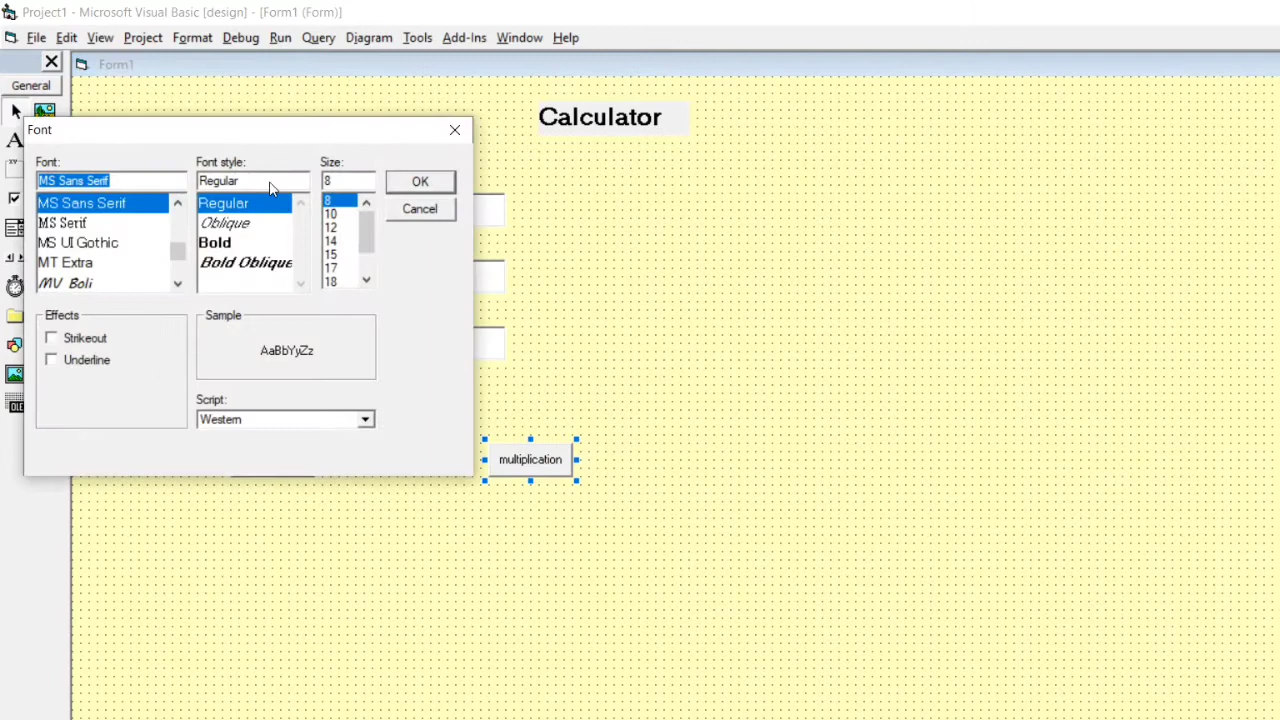 Project1 - Microsoft Visual Basic [design] - [Form1 (Form)]
File Edit View Project Format Debug Run Query Diagram Tools Add-Ins Window Help
Form1
General
Calculator
A
Font
Font: Font style: Size:
MS Sans Serif Regular 8 OK
MS Sans Serif Regular 8 Cancel
MS Serif Oblique 10
MS UI Gothic Bold 12
MT Extra Bold Oblique 14
MV Boli 15
17
18
Effects Sample
Strikeout AaBbYyZz
Underline
Script:
Western
OLE
multiplication